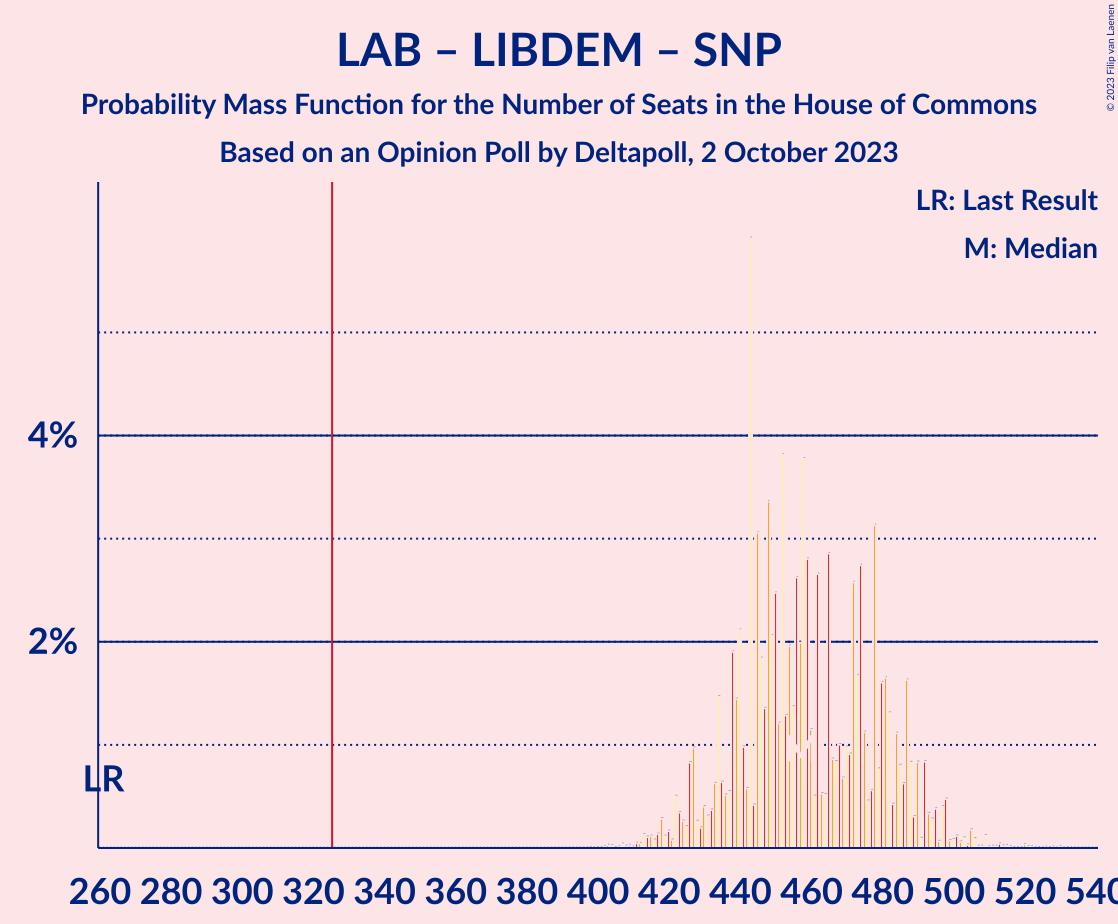 LAB – LIBDEM – SNP
Probability Mass Function for the Number of Seats in the House of Commons
Based on an Opinion Poll by Deltapoll, 2 October 2023
© 2023 Filip van Laenen
LR: Last Result
M: Median
4%
2%
LR
260 280 300 320 340 360 380 400 420 440 460 480 500 520 540